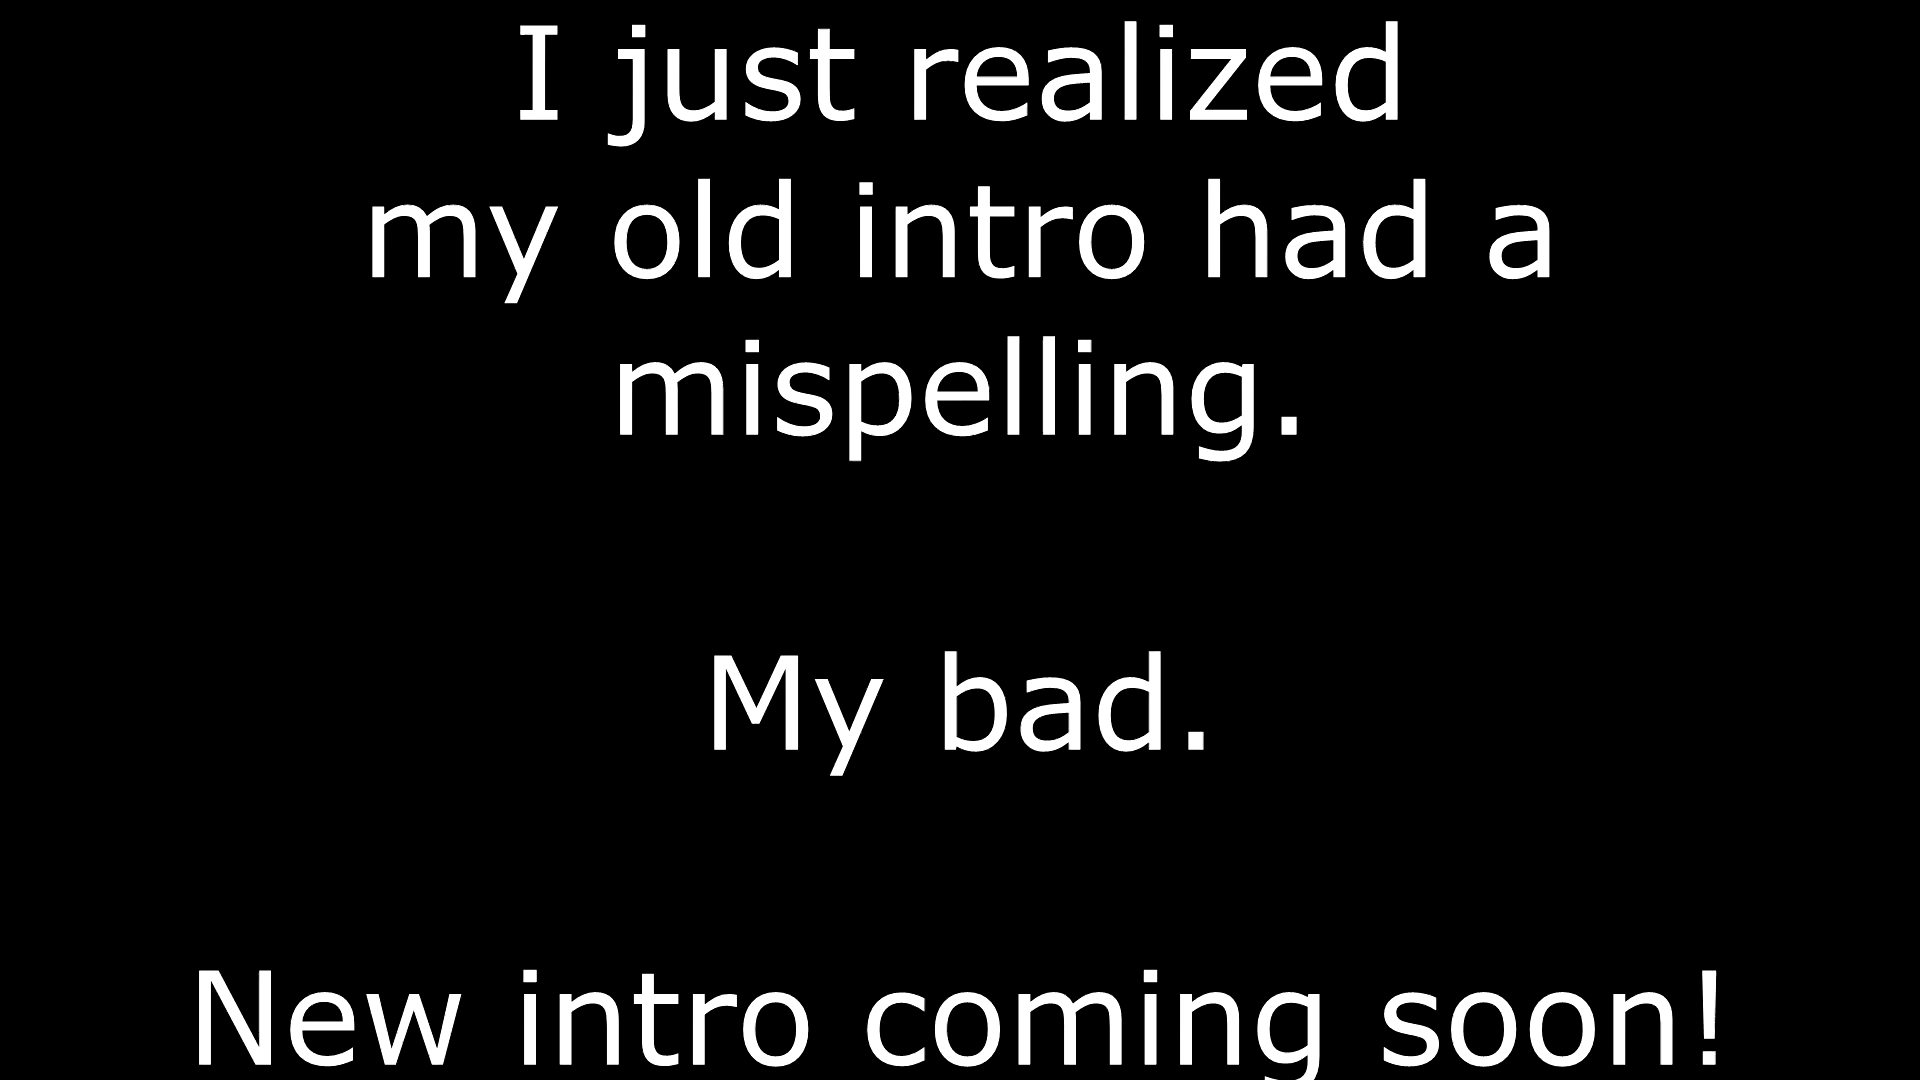 I just realized
my old intro had a
mispelling.
My bad.
New intro coming soon!